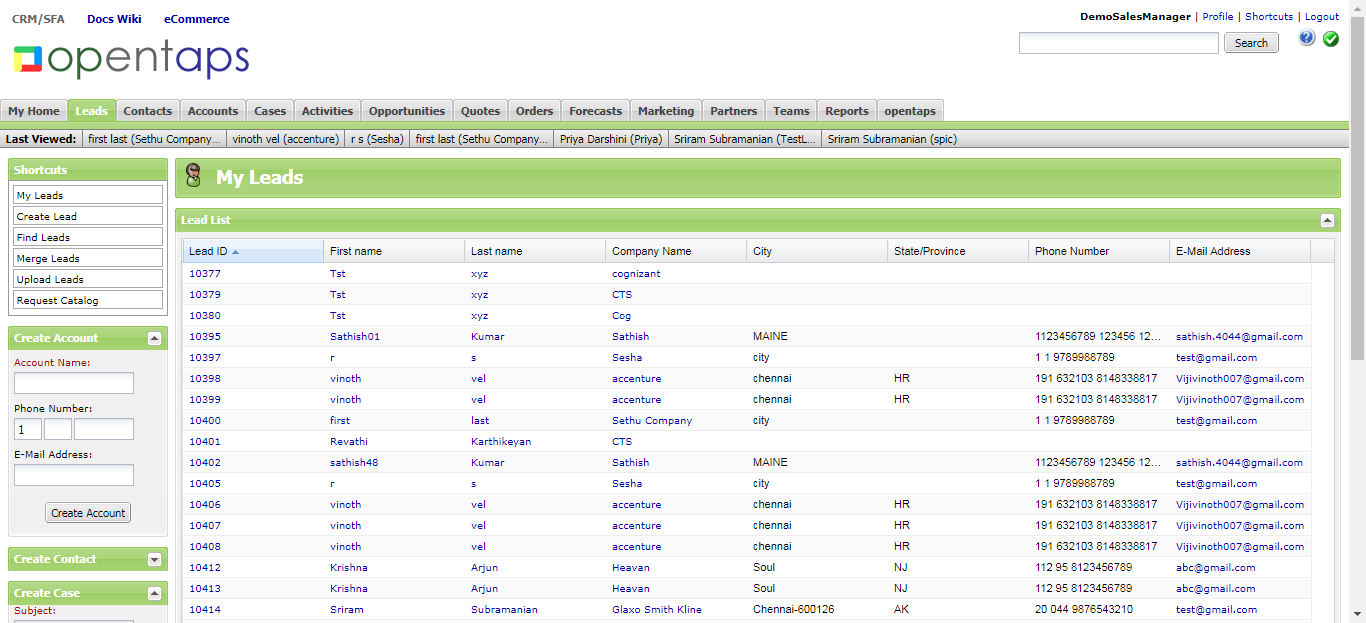 CRM/SFA Docs Wiki eCommerce
DemoSalesManager | Profile | Shortcuts | Logout
opentaps
Search
My Home Leads Contacts Accounts Cases Activities Opportunities Quotes Orders Forecasts Marketing Partners Teams Reports opentaps
Last Viewed: first last (Sethu Company... vinoth vel (accenture) r s (Sesha) first last (Sethu Company... Priya Darshini (Priya) Sriram Subramanian (TestL... Sriram Subramanian (spic)
Shortcuts
My Leads
Create Lead
Find Leads
Merge Leads
Upload Leads
Request Catalog
Create Account
Account Name:
Phone Number:
1
E-Mail Address:
Create Account
Create Contact
Create Case
Subject:
My Leads
Lead List
Lead ID First name Last name Company Name City State/Province Phone Number E-Mail Address
10377 Tst xyz cognizant
10379 Tst xyz CTS
10380 Tst xyz Cog
10395 Sathish01 Kumar Sathish MAINE 1123456789 123456 12... sathish.4044@gmail.com
10397 r s Sesha city 1 1 9789988789 test@gmail.com
10398 vinoth vel accenture chennai HR 191 632103 8148338817 Vijivinoth007@gmail.com
10399 vinoth vel accenture chennai HR 191 632103 8148338817 Vijivinoth007@gmail.com
10400 first last Sethu Company city 1 1 9789988789 test@gmail.com
10401 Revathi Karthikeyan CTS
10402 sathish48 Kumar Sathish MAINE 1123456789 123456 12... sathish.4044@gmail.com
10405 r s Sesha city 1 1 9789988789 test@gmail.com
10406 vinoth vel accenture chennai HR 191 632103 8148338817 Vijivinoth007@gmail.com
10407 vinoth vel accenture chennai HR 191 632103 8148338817 Vijivinoth007@gmail.com
10408 vinoth vel accenture chennai HR 191 632103 8148338817 Vijivinoth007@gmail.com
10412 Krishna Arjun Heavan Soul NJ 112 95 8123456789 abc@gmail.com
10413 Krishna Arjun Heavan Soul NJ 112 95 8123456789 abc@gmail.com
10414 Sriram Subramanian Glaxo Smith Kline Chennai-600126 AK 20 044 9876543210 test@gmail.com